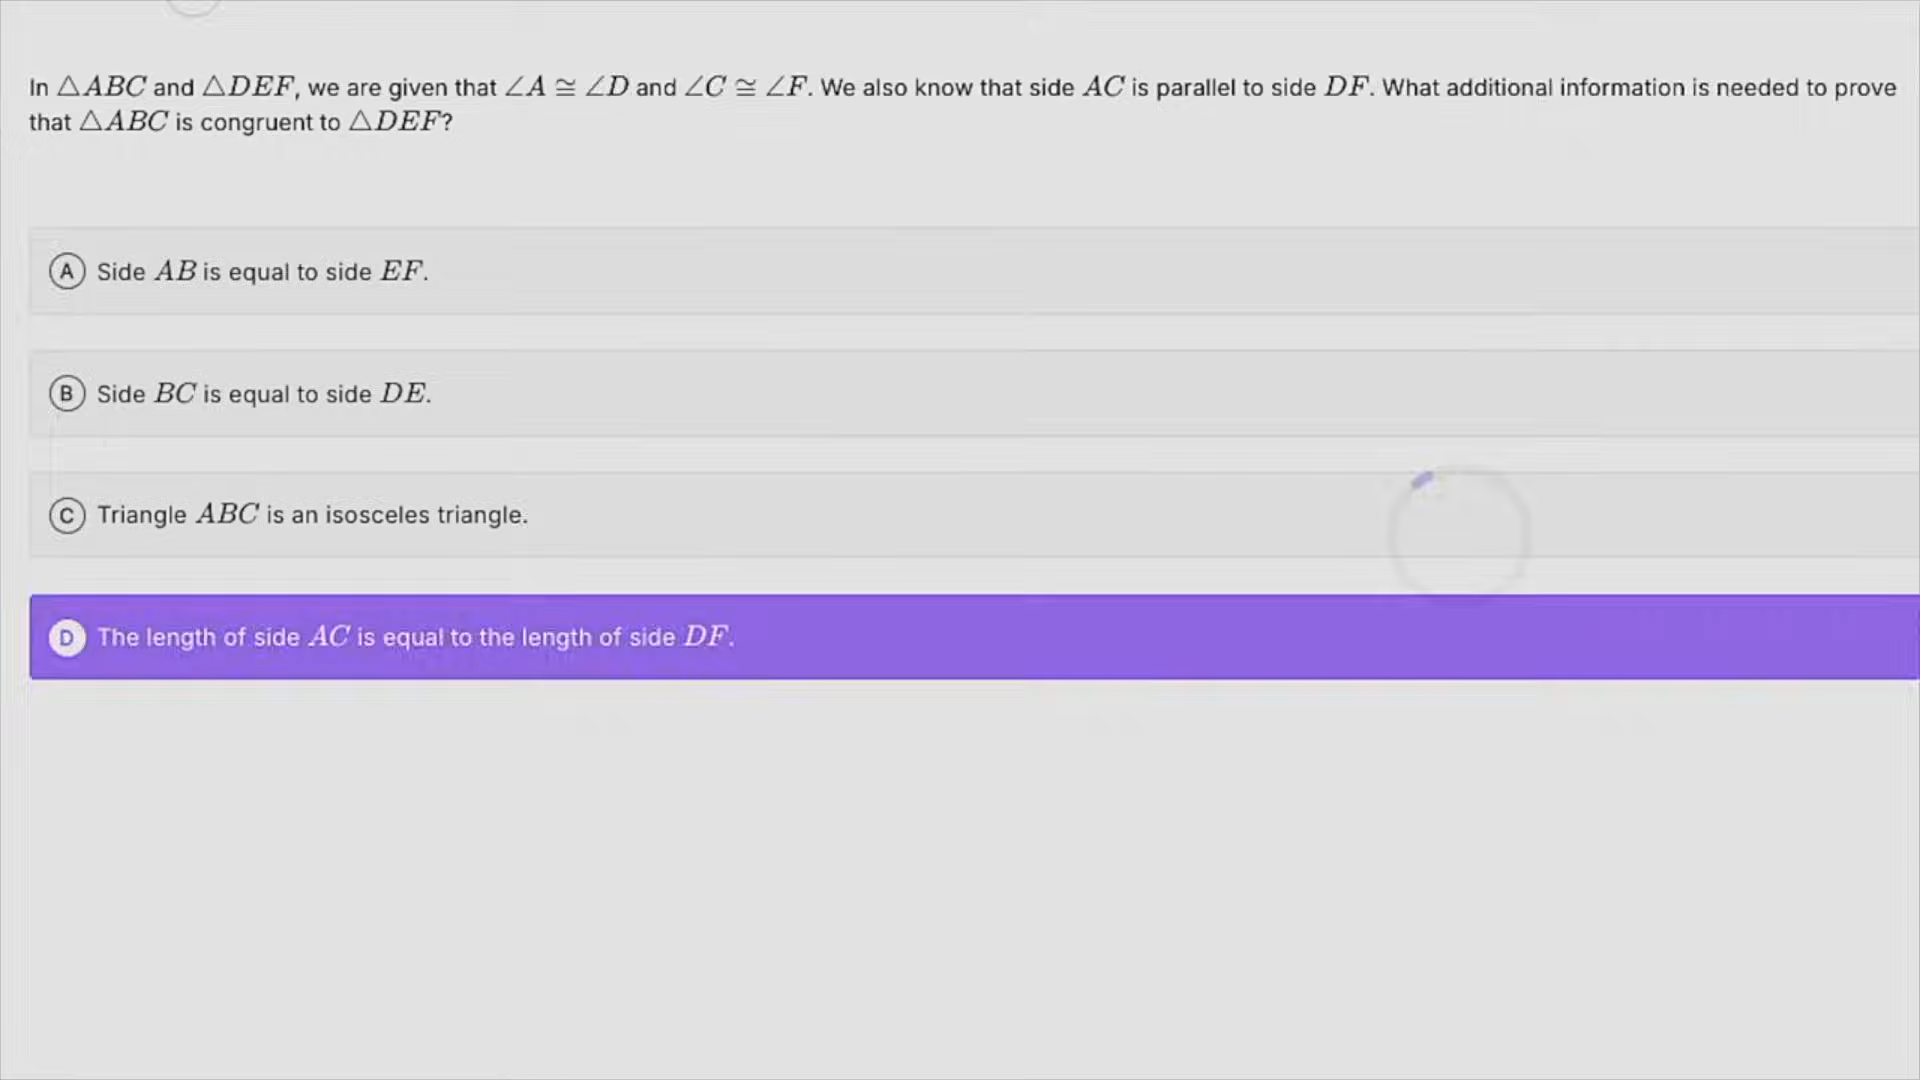 In △ABC and △DEF, we are given that ∠A ≅ ∠D and ∠C ≅ ∠F. We also know that side AC is parallel to side DF. What additional information is needed to prove
that △ABC is congruent to △DEF?
A Side AB is equal to side EF.
B Side BC is equal to side DE.
C Triangle ABC is an isosceles triangle.
D The length of side AC is equal to the length of side DF.